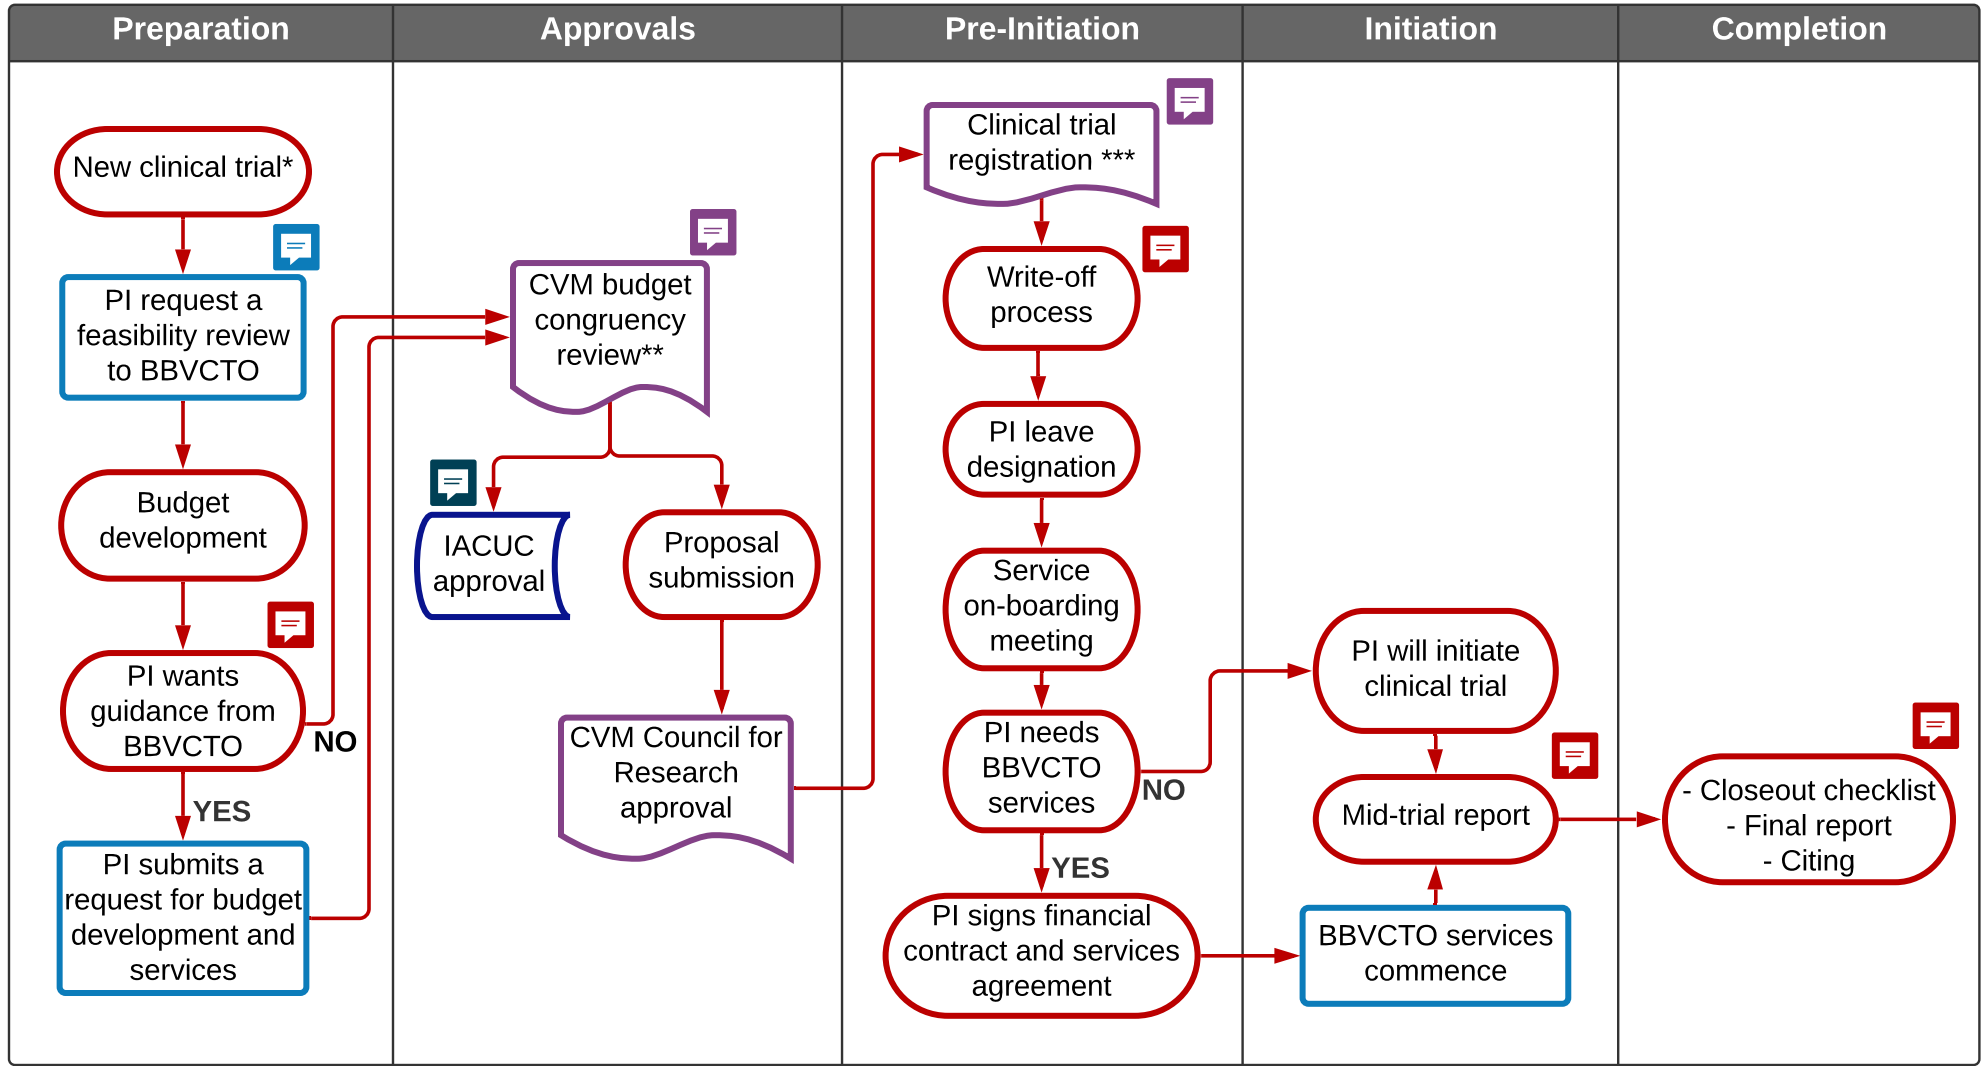 Preparation
Approvals
Pre-Initiation
Initiation
Completion
New clinical trial*
PI request a
feasibility review
to BBVCTO
Budget
development
PI wants
guidance from
BBVCTO
NO
YES
PI submits a
request for budget
development and
services
CVM budget
congruency
review**
IACUC
approval
Proposal
submission
CVM Council for
Research
approval
Clinical trial
registration ***
Write-off
process
PI leave
designation
Service
on-boarding
meeting
PI needs
BBVCTO
services
NO
YES
PI signs financial
contract and services
agreement
PI will initiate
clinical trial
Mid-trial report
BBVCTO services
commence
- Closeout checklist
- Final report
- Citing